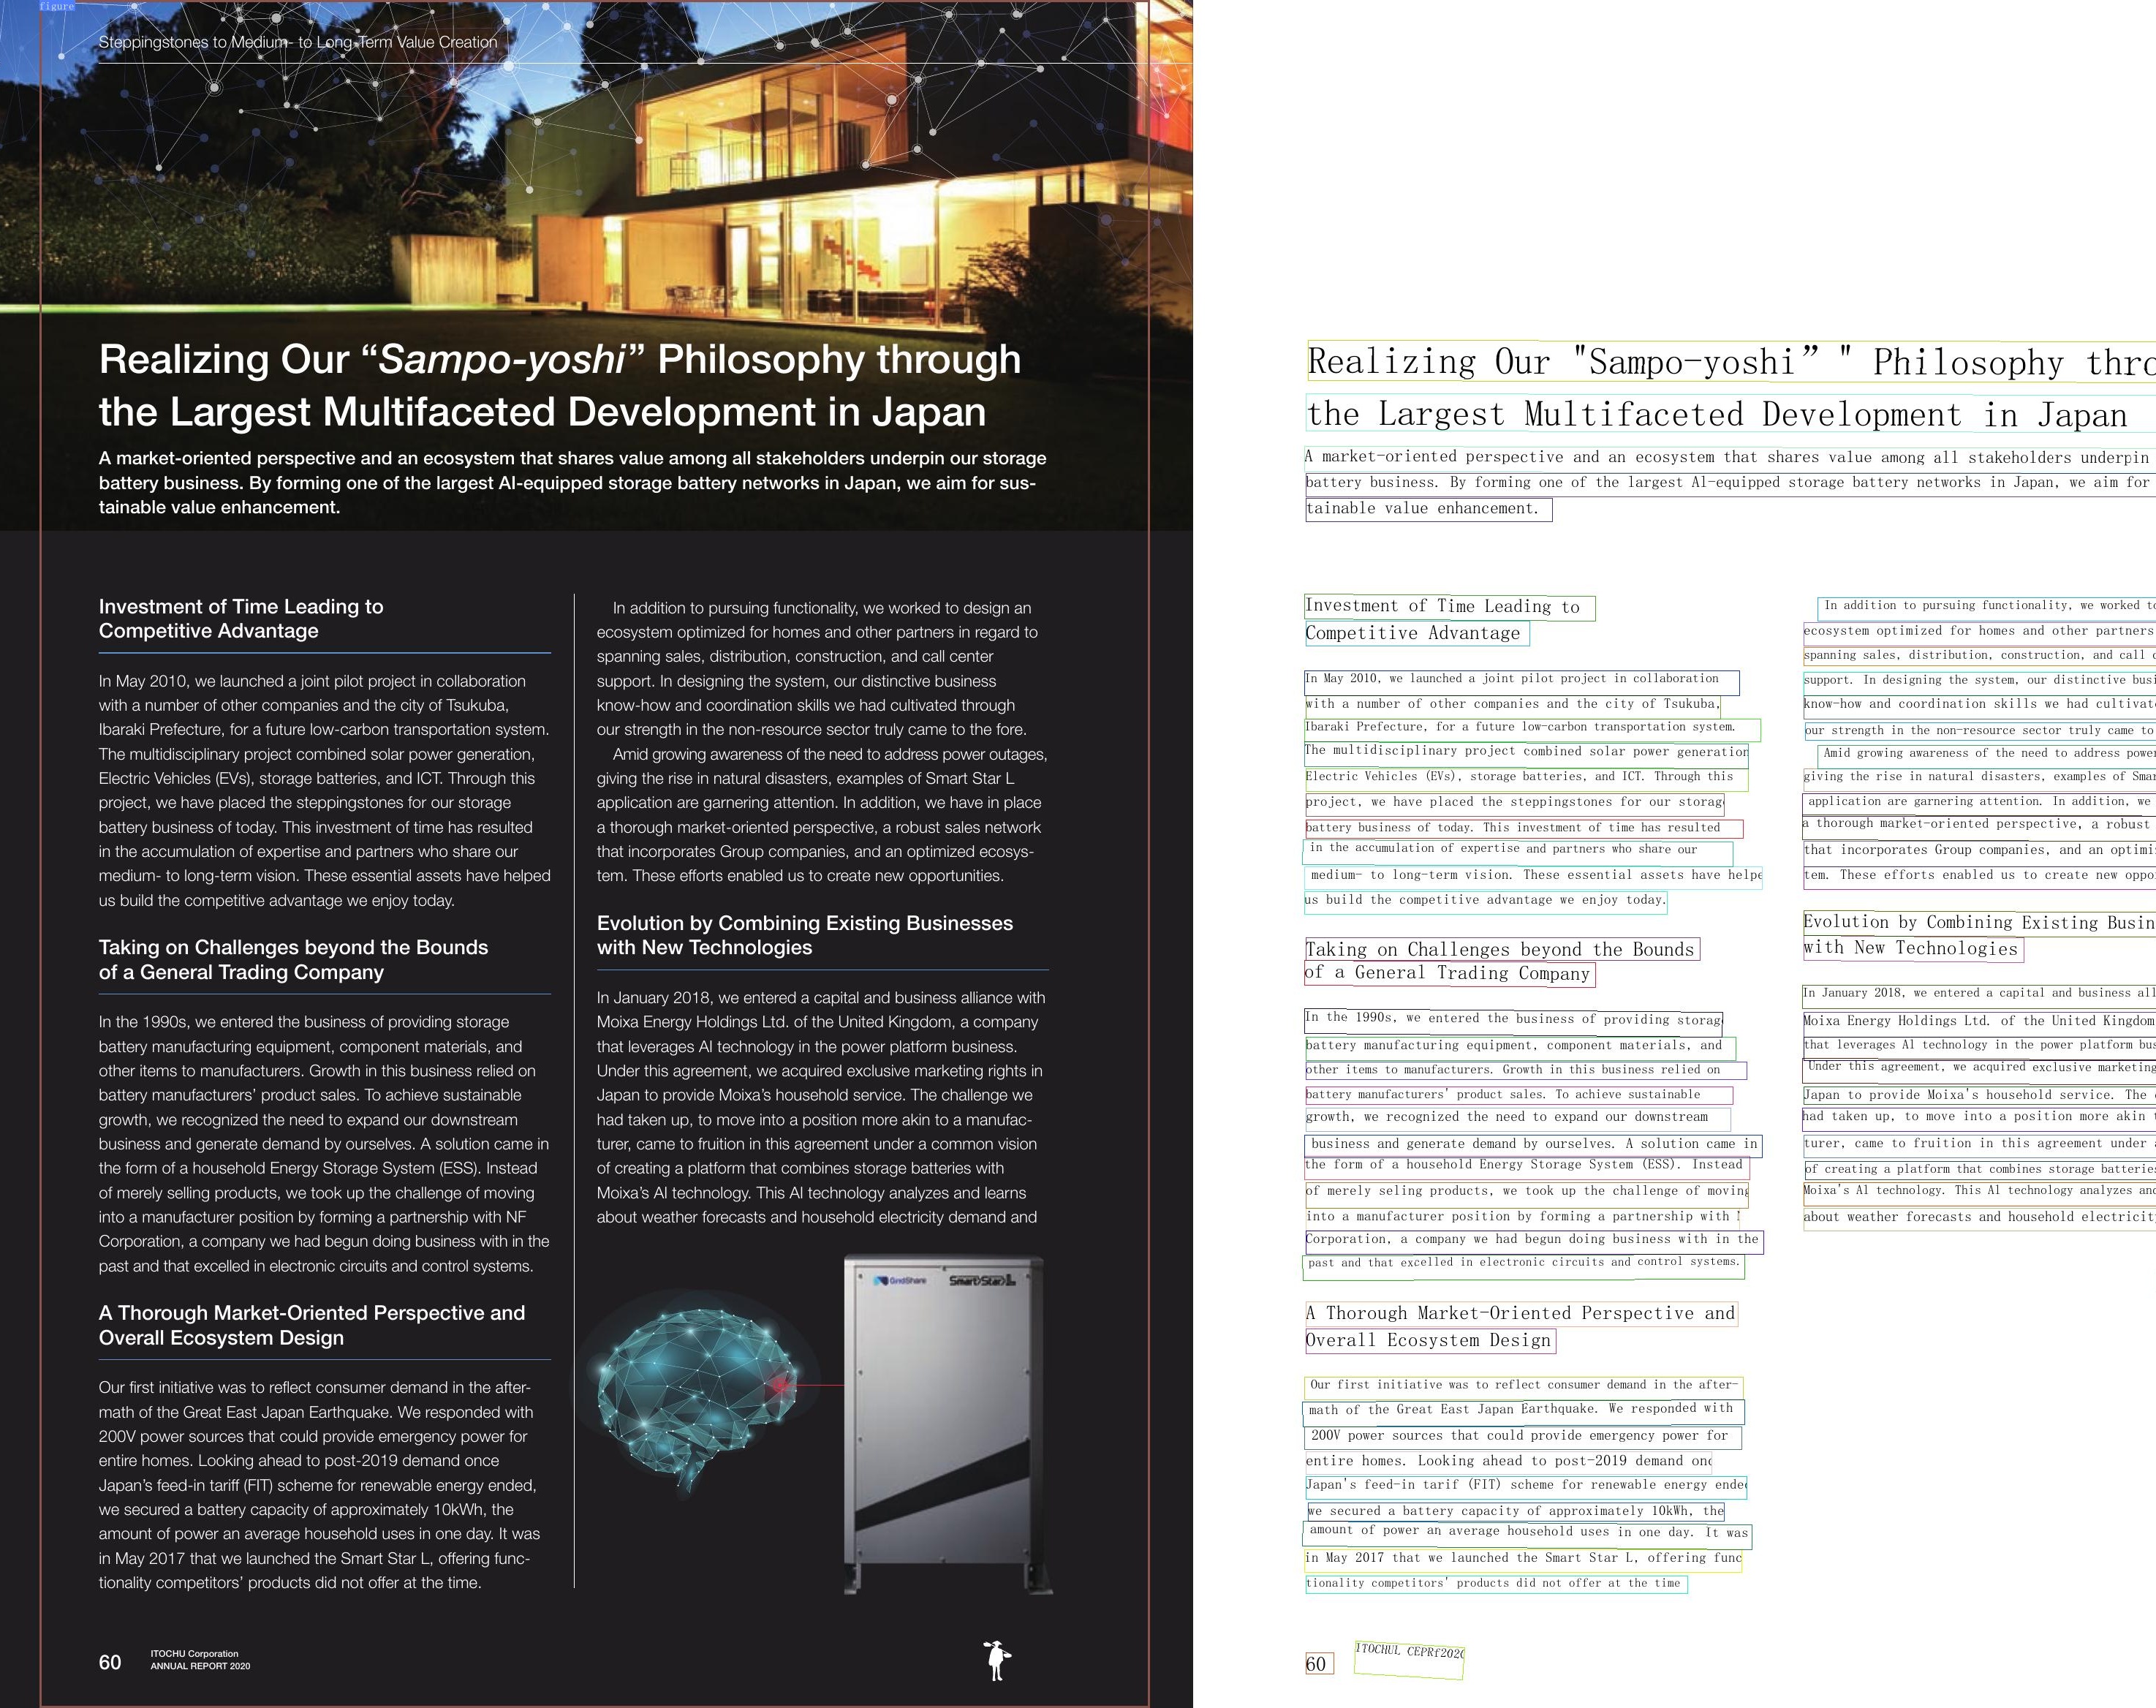 figure
Steppingstones to Medium- to Long-Term Value Creation
Realizing Our “Sampo-yoshi” Philosophy through
the Largest Multifaceted Development in Japan
A market-oriented perspective and an ecosystem that shares value among all stakeholders underpin our storage
battery business. By forming one of the largest AI-equipped storage battery networks in Japan, we aim for sus-
tainable value enhancement.
Investment of Time Leading to
Competitive Advantage
In May 2010, we launched a joint pilot project in collaboration
with a number of other companies and the city of Tsukuba,
Ibaraki Prefecture, for a future low-carbon transportation system.
The multidisciplinary project combined solar power generation,
Electric Vehicles (EVs), storage batteries, and ICT. Through this
project, we have placed the steppingstones for our storage
battery business of today. This investment of time has resulted
in the accumulation of expertise and partners who share our
medium- to long-term vision. These essential assets have helped
us build the competitive advantage we enjoy today.
Taking on Challenges beyond the Bounds
of a General Trading Company
In the 1990s, we entered the business of providing storage
battery manufacturing equipment, component materials, and
other items to manufacturers. Growth in this business relied on
battery manufacturers’ product sales. To achieve sustainable
growth, we recognized the need to expand our downstream
business and generate demand by ourselves. A solution came in
the form of a household Energy Storage System (ESS). Instead
of merely selling products, we took up the challenge of moving
into a manufacturer position by forming a partnership with NF
Corporation, a company we had begun doing business with in the
past and that excelled in electronic circuits and control systems.
A Thorough Market-Oriented Perspective and
Overall Ecosystem Design
Our first initiative was to reflect consumer demand in the after-
math of the Great East Japan Earthquake. We responded with
200V power sources that could provide emergency power for
entire homes. Looking ahead to post-2019 demand once
Japan’s feed-in tariff (FIT) scheme for renewable energy ended,
we secured a battery capacity of approximately 10kWh, the
amount of power an average household uses in one day. It was
in May 2017 that we launched the Smart Star L, offering func-
tionality competitors’ products did not offer at the time.
In addition to pursuing functionality, we worked to design an
ecosystem optimized for homes and other partners in regard to
spanning sales, distribution, construction, and call center
support. In designing the system, our distinctive business
know-how and coordination skills we had cultivated through
our strength in the non-resource sector truly came to the fore.
Amid growing awareness of the need to address power outages,
giving the rise in natural disasters, examples of Smart Star L
application are garnering attention. In addition, we have in place
a thorough market-oriented perspective, a robust sales network
that incorporates Group companies, and an optimized ecosys-
tem. These efforts enabled us to create new opportunities.
Evolution by Combining Existing Businesses
with New Technologies
In January 2018, we entered a capital and business alliance with
Moixa Energy Holdings Ltd. of the United Kingdom, a company
that leverages AI technology in the power platform business.
Under this agreement, we acquired exclusive marketing rights in
Japan to provide Moixa’s household service. The challenge we
had taken up, to move into a position more akin to a manufac-
turer, came to fruition in this agreement under a common vision
of creating a platform that combines storage batteries with
Moixa’s AI technology. This AI technology analyzes and learns
about weather forecasts and household electricity demand and
GridShare
Smart Star L
60
ITOCHU Corporation
ANNUAL REPORT 2020
Realizing Our "Sampo-yoshi” " Philosophy thro
the Largest Multifaceted Development in Japan
A market-oriented perspective and an ecosystem that shares value among all stakeholders underpin
battery business. By forming one of the largest Al-equipped storage battery networks in Japan, we aim for
tainable value enhancement.
Investment of Time Leading to
Competitive Advantage
In May 2010, we launched a joint pilot project in collaboration
with a number of other companies and the city of Tsukuba,
Ibaraki Prefecture, for a future low-carbon transportation system.
The multidisciplinary project combined solar power generation
Electric Vehicles (EVs), storage batteries, and ICT. Through this
project, we have placed the steppingstones for our storag
battery business of today. This investment of time has resulted
in the accumulation of expertise and partners who share our
medium- to long-term vision. These essential assets have helpe
us build the competitive advantage we enjoy today.
Taking on Challenges beyond the Bounds
of a General Trading Company
In the 1990s, we entered the business of providing storag
battery manufacturing equipment, component materials, and
other items to manufacturers. Growth in this business relied on
battery manufacturers' product sales. To achieve sustainable
growth, we recognized the need to expand our downstream
business and generate demand by ourselves. A solution came in
the form of a household Energy Storage System (ESS). Instead
of merely seling products, we took up the challenge of moving
into a manufacturer position by forming a partnership with
Corporation, a company we had begun doing business with in the
past and that excelled in electronic circuits and control systems.
A Thorough Market-Oriented Perspective and
Overall Ecosystem Design
Our first initiative was to reflect consumer demand in the after-
math of the Great East Japan Earthquake. We responded with
200V power sources that could provide emergency power for
entire homes. Looking ahead to post-2019 demand onc
Japan's feed-in tarif (FIT) scheme for renewable energy ended
we secured a battery capacity of approximately 10kWh, the
amount of power an average household uses in one day. It was
in May 2017 that we launched the Smart Star L, offering func
tionality competitors' products did not offer at the time
In addition to pursuing functionality, we worked to
ecosystem optimized for homes and other partners
spanning sales, distribution, construction, and call c
support. In designing the system, our distinctive busi
know-how and coordination skills we had cultivate
our strength in the non-resource sector truly came to
Amid growing awareness of the need to address power
giving the rise in natural disasters, examples of Smar
application are garnering attention. In addition, we
a thorough market-oriented perspective, a robust
that incorporates Group companies, and an optimi
tem. These efforts enabled us to create new oppo
Evolution by Combining Existing Busin
with New Technologies
In January 2018, we entered a capital and business all
Moixa Energy Holdings Ltd. of the United Kingdom
that leverages Al technology in the power platform bus
Under this agreement, we acquired exclusive marketing
Japan to provide Moixa's household service. The
had taken up, to move into a position more akin t
turer, came to fruition in this agreement under a
of creating a platform that combines storage batteries
Moixa's Al technology. This Al technology analyzes and
about weather forecasts and household electricity
60
ITOCHUL CEPRf2020